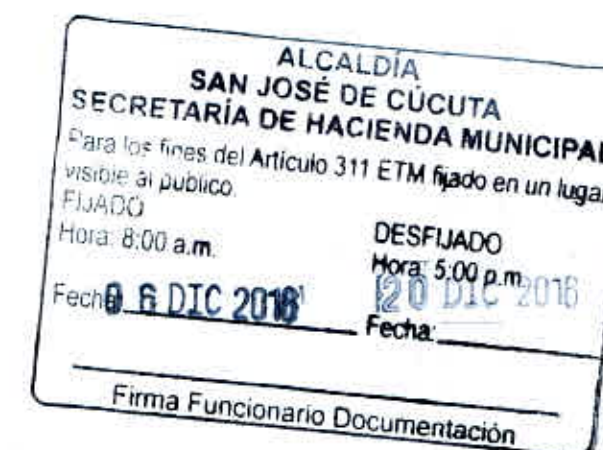 ALCALDÍA
SAN JOSÉ DE CÚCUTA
SECRETARÍA DE HACIENDA MUNICIPAL
Para los fines del Artículo 311 ETM fijado en un lugar
visible al publico.
FIJADO
DESFIJADO
Hora: 8:00 a.m.
Hora: 5:00 p.m.
Fecha: 06 DIC 2016
20 DIC 2016
Fecha:
Firma Funcionario Documentación